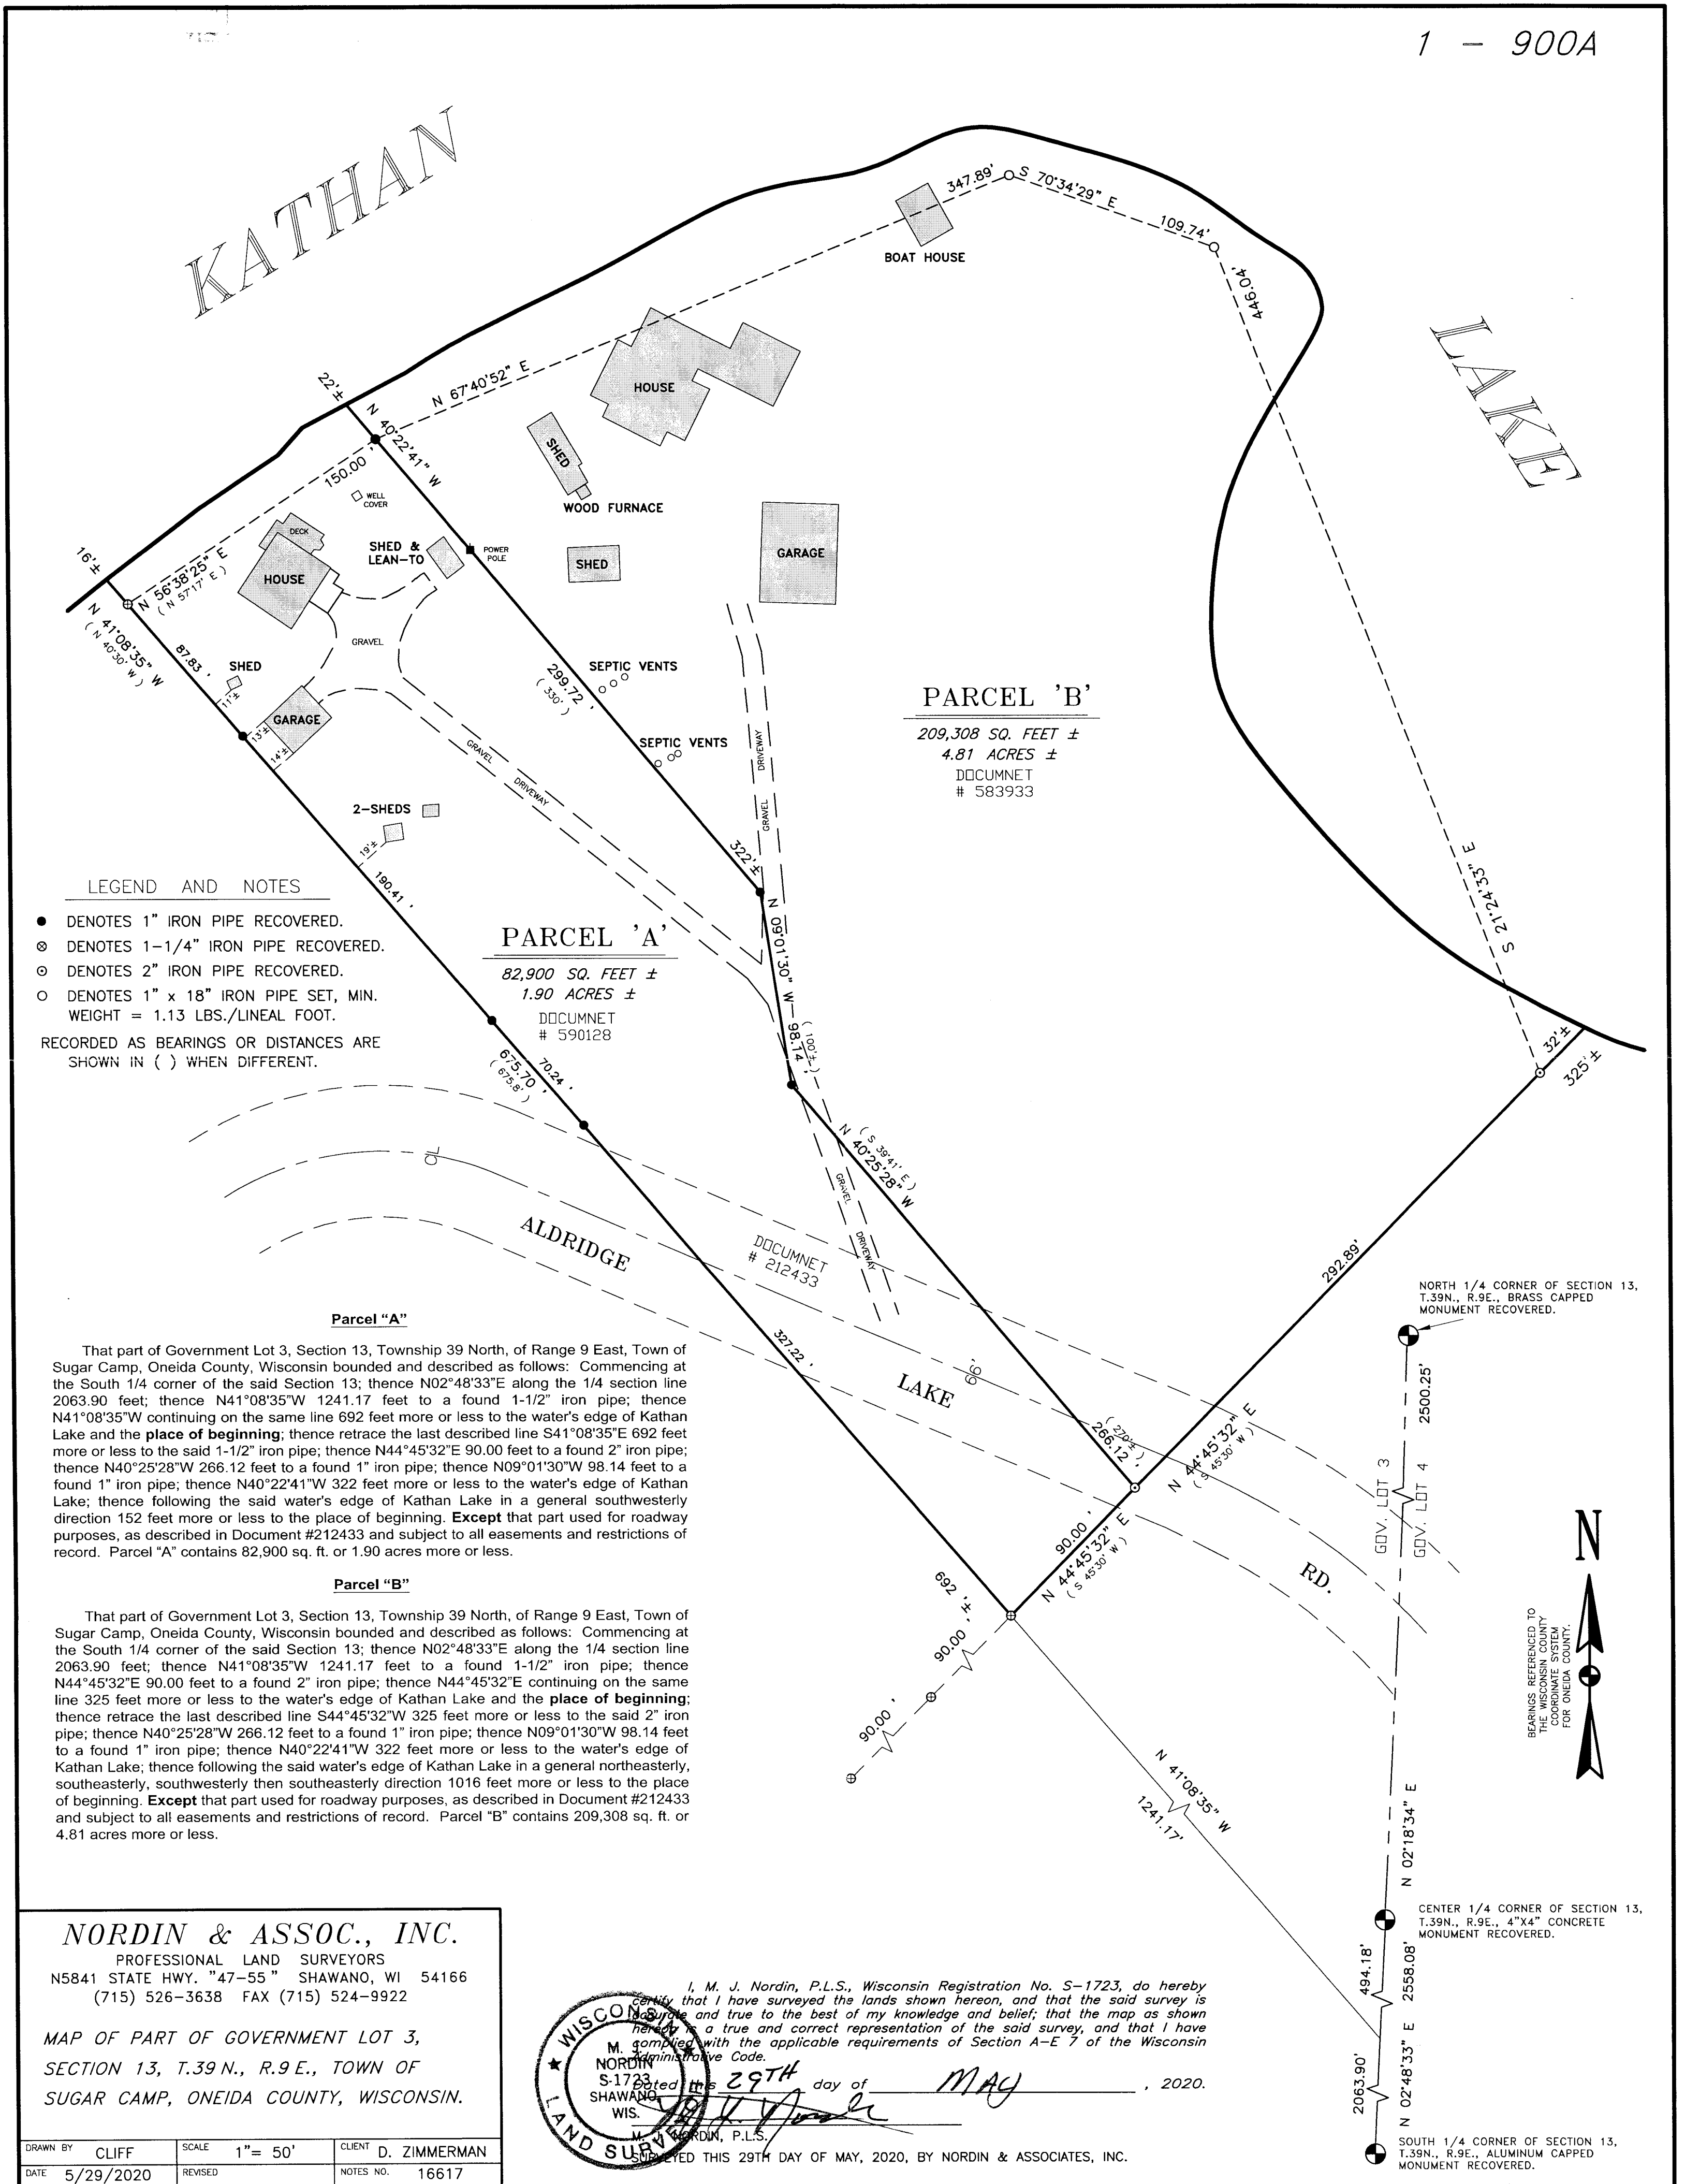 1 - 900A
KATHAN
LAKE
347.89'
S 70°34'29" E
109.74'
446.04'
BOAT HOUSE
N 67°40'52" E
HOUSE
22'±
N 40°22'41" W
150.00 '
WELL
COVER
SHED
WOOD FURNACE
DECK
SHED &
LEAN-TO
POWER
POLE
SHED
GARAGE
HOUSE
16'±
N 56°38'25" E
( N 57°17' E )
N 41°08'35" W
( N 40°30' W )
87.83 '
GRAVEL
SHED
11'±
GARAGE
13'±
14'±
299.72 '
( 330' )
SEPTIC VENTS
SEPTIC VENTS
GRAVEL DRIVEWAY
GRAVEL DRIVEWAY
PARCEL 'B'
209,308 SQ. FEET ±
4.81 ACRES ±
DOCUMNET
# 583933
2-SHEDS
19'±
190.41 '
322'±
S 21°24'33" E
LEGEND AND NOTES
DENOTES 1" IRON PIPE RECOVERED.
DENOTES 1-1/4" IRON PIPE RECOVERED.
DENOTES 2" IRON PIPE RECOVERED.
DENOTES 1" x 18" IRON PIPE SET, MIN.
WEIGHT = 1.13 LBS./LINEAL FOOT.
RECORDED AS BEARINGS OR DISTANCES ARE
SHOWN IN ( ) WHEN DIFFERENT.
PARCEL 'A'
82,900 SQ. FEET ±
1.90 ACRES ±
DOCUMNET
# 590128
N 09°01'30" W
98.14 '
( 100'± )
675.70 '
( 675.8' )
70.24 '
32'±
325'±
( S 39°41' E )
N 40°25'28" W
GRAVEL DRIVEWAY
CL
ALDRIDGE
LAKE
RD.
DOCUMNET
# 212433
66'
292.89'
327.22 '
( 270'± )
266.12 '
N 44°45'32" E
( S 45°30' W )
90.00 '
N 44°45'32" E
( S 45°30' W )
692 '±
90.00 '
90.00 '
N 41°08'35" W
1241.17'
NORTH 1/4 CORNER OF SECTION 13,
T.39N., R.9E., BRASS CAPPED
MONUMENT RECOVERED.
2500.25'
GOV. LOT 3
GOV. LOT 4
N
BEARINGS REFERENCED TO
THE WISCONSIN COUNTY
COORDINATE SYSTEM
FOR ONEIDA COUNTY.
N 02°18'34" E
CENTER 1/4 CORNER OF SECTION 13,
T.39N., R.9E., 4"X4" CONCRETE
MONUMENT RECOVERED.
494.18'
2558.08'
2063.90'
N 02°48'33" E
SOUTH 1/4 CORNER OF SECTION 13,
T.39N., R.9E., ALUMINUM CAPPED
MONUMENT RECOVERED.
Parcel "A"
That part of Government Lot 3, Section 13, Township 39 North, of Range 9 East, Town of
Sugar Camp, Oneida County, Wisconsin bounded and described as follows: Commencing at
the South 1/4 corner of the said Section 13; thence N02°48'33"E along the 1/4 section line
2063.90 feet; thence N41°08'35"W 1241.17 feet to a found 1-1/2" iron pipe; thence
N41°08'35"W continuing on the same line 692 feet more or less to the water's edge of Kathan
Lake and the place of beginning; thence retrace the last described line S41°08'35"E 692 feet
more or less to the said 1-1/2" iron pipe; thence N44°45'32"E 90.00 feet to a found 2" iron pipe;
thence N40°25'28"W 266.12 feet to a found 1" iron pipe; thence N09°01'30"W 98.14 feet to a
found 1" iron pipe; thence N40°22'41"W 322 feet more or less to the water's edge of Kathan
Lake; thence following the said water's edge of Kathan Lake in a general southwesterly
direction 152 feet more or less to the place of beginning. Except that part used for roadway
purposes, as described in Document #212433 and subject to all easements and restrictions of
record. Parcel "A" contains 82,900 sq. ft. or 1.90 acres more or less.
Parcel "B"
That part of Government Lot 3, Section 13, Township 39 North, of Range 9 East, Town of
Sugar Camp, Oneida County, Wisconsin bounded and described as follows: Commencing at
the South 1/4 corner of the said Section 13; thence N02°48'33"E along the 1/4 section line
2063.90 feet; thence N41°08'35"W 1241.17 feet to a found 1-1/2" iron pipe; thence
N44°45'32"E 90.00 feet to a found 2" iron pipe; thence N44°45'32"E continuing on the same
line 325 feet more or less to the water's edge of Kathan Lake and the place of beginning;
thence retrace the last described line S44°45'32"W 325 feet more or less to the said 2" iron
pipe; thence N40°25'28"W 266.12 feet to a found 1" iron pipe; thence N09°01'30"W 98.14 feet
to a found 1" iron pipe; thence N40°22'41"W 322 feet more or less to the water's edge of
Kathan Lake; thence following the said water's edge of Kathan Lake in a general northeasterly,
southeasterly, southwesterly then southeasterly direction 1016 feet more or less to the place
of beginning. Except that part used for roadway purposes, as described in Document #212433
and subject to all easements and restrictions of record. Parcel "B" contains 209,308 sq. ft. or
4.81 acres more or less.
NORDIN & ASSOC., INC.
PROFESSIONAL LAND SURVEYORS
N5841 STATE HWY. "47-55 " SHAWANO, WI 54166
(715) 526-3638 FAX (715) 524-9922
MAP OF PART OF GOVERNMENT LOT 3,
SECTION 13, T.39 N., R.9 E., TOWN OF
SUGAR CAMP, ONEIDA COUNTY, WISCONSIN.
DRAWN BY CLIFF
SCALE 1"= 50'
CLIENT D. ZIMMERMAN
DATE 5/29/2020
REVISED
NOTES NO. 16617
I, M. J. Nordin, P.L.S., Wisconsin Registration No. S-1723, do hereby
certify that I have surveyed the lands shown hereon, and that the said survey is
accurate and true to the best of my knowledge and belief; that the map as shown
hereon is a true and correct representation of the said survey, and that I have
complied with the applicable requirements of Section A-E 7 of the Wisconsin
Administrative Code.
Dated this 29TH day of MAY , 2020.
M. J. NORDIN, P.L.S.
SURVEYED THIS 29TH DAY OF MAY, 2020, BY NORDIN & ASSOCIATES, INC.
WISCONSIN
M. J.
NORDIN
S-1723
SHAWANO,
WIS.
LAND SURVEYOR